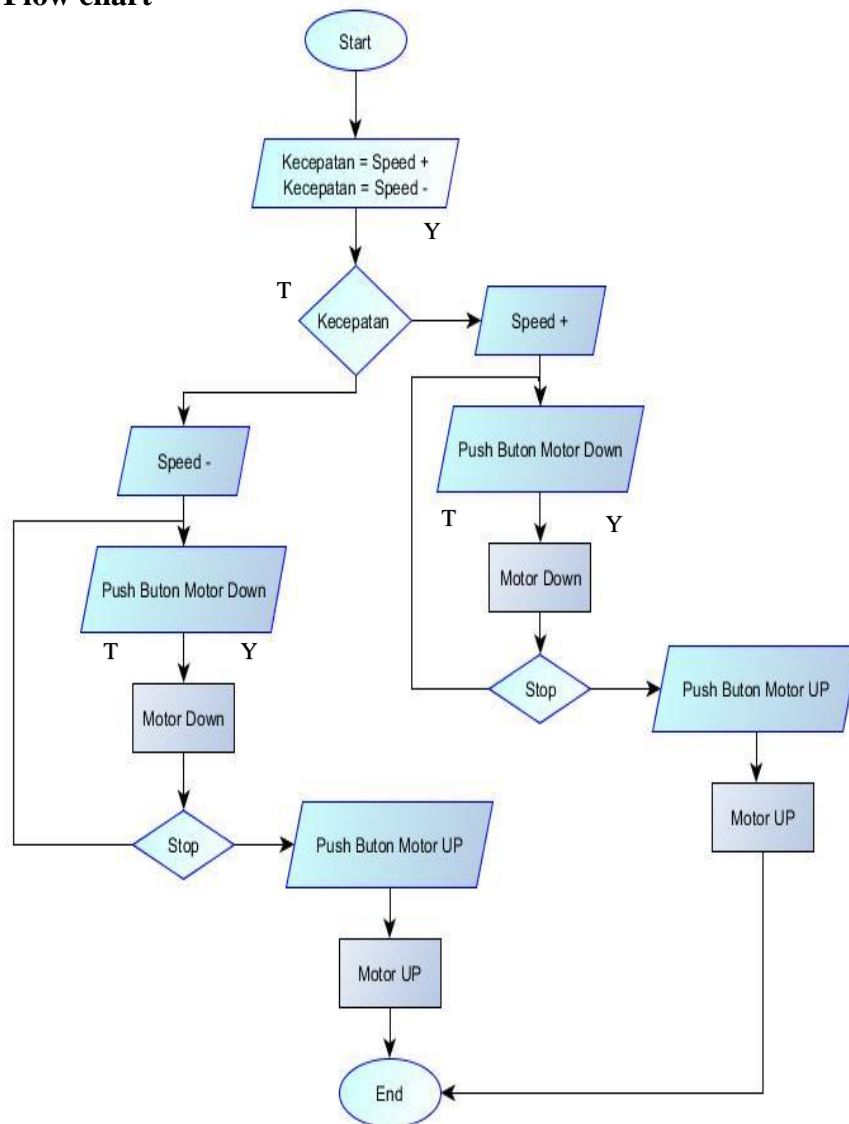 Flow chart
Start
Kecepatan = Speed +
Kecepatan = Speed -
Y
T
Kecepatan
Speed +
Speed -
Push Buton Motor Down
T
Y
Motor Down
Stop
Push Buton Motor UP
Motor UP
Push Buton Motor Down
T
Y
Motor Down
Stop
Push Buton Motor UP
Motor UP
End